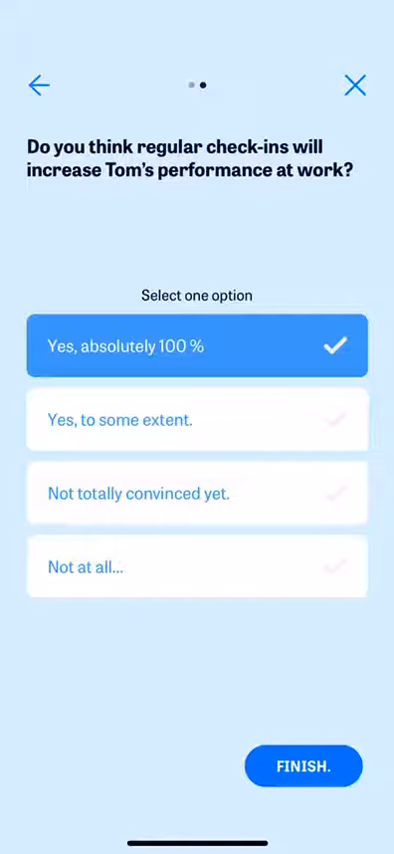 Do you think regular check-ins will
increase Tom's performance at work?
Select one option
Yes, absolutely 100 %
Yes, to some extent.
Not totally convinced yet.
Not at all...
FINISH.